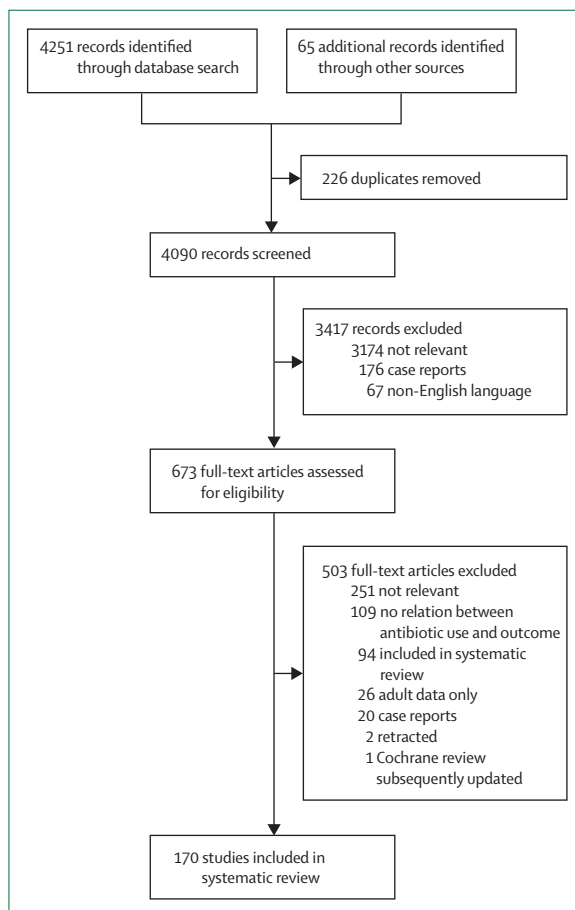 4251 records identified
through database search
65 additional records identified
through other sources
226 duplicates removed
4090 records screened
3417 records excluded
3174 not relevant
176 case reports
67 non-English language
673 full-text articles assessed
for eligibility
503 full-text articles excluded
251 not relevant
109 no relation between
antibiotic use and outcome
94 included in systematic
review
26 adult data only
20 case reports
2 retracted
1 Cochrane review
subsequently updated
170 studies included in
systematic review